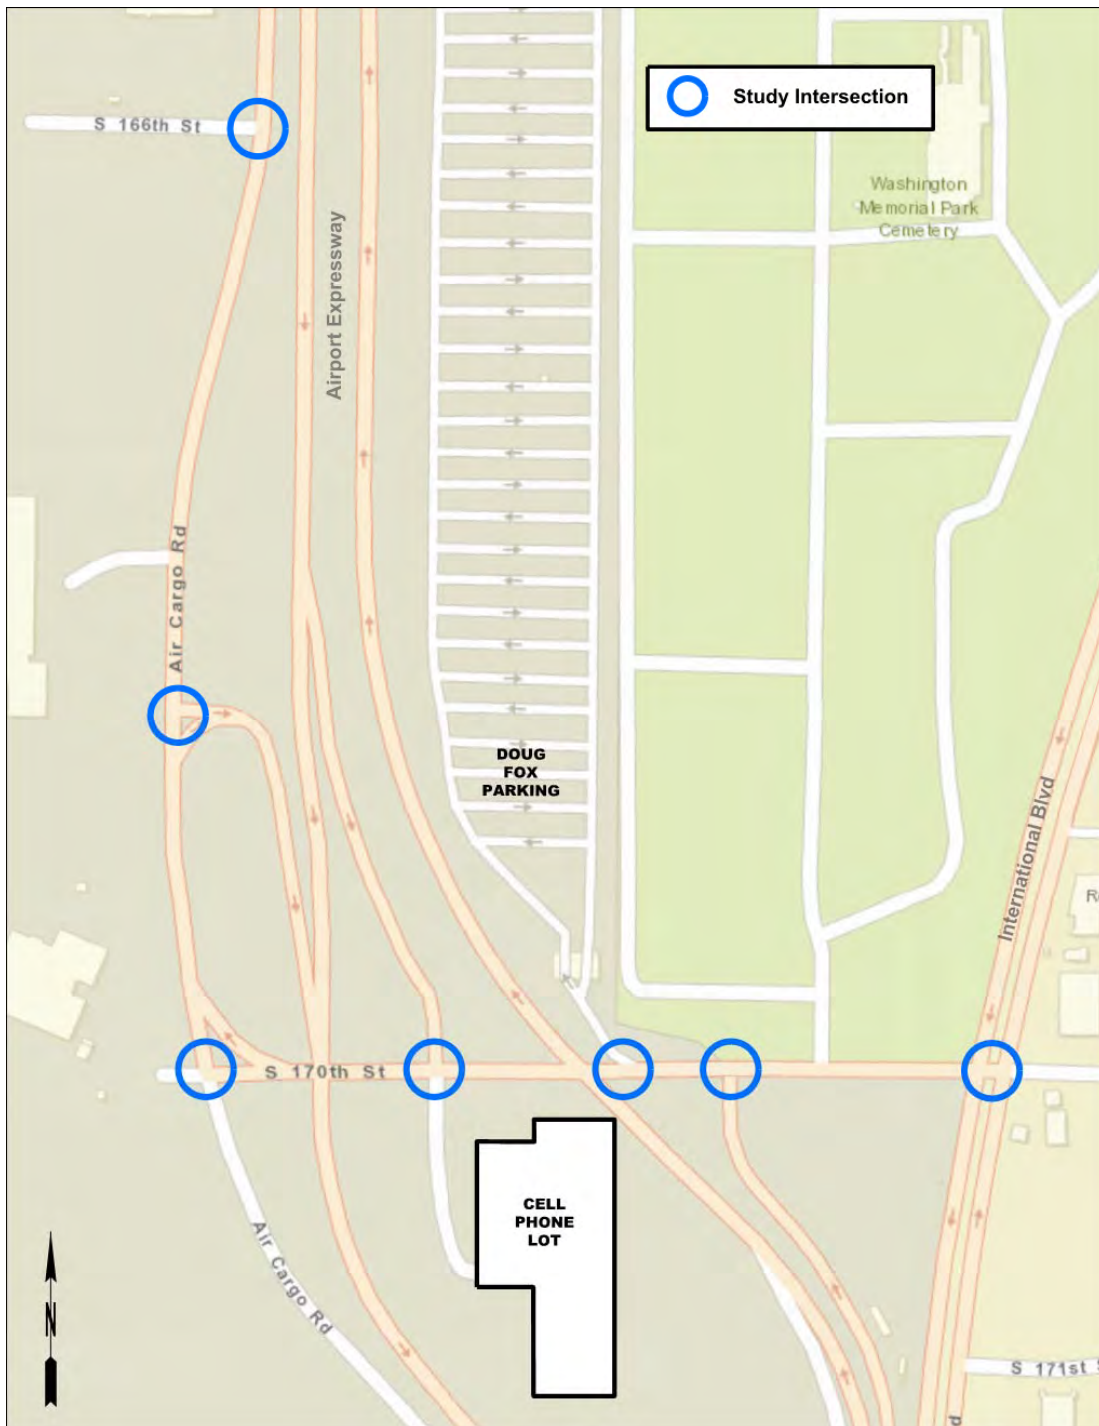 Study Intersection
S 166th St
Washington
Memorial Park
Cemetery
Airport Expressway
Air Cargo Rd
DOUG
FOX
PARKING
International Blvd
S 170th St
CELL
PHONE
LOT
Air Cargo Rd
N
S 171st